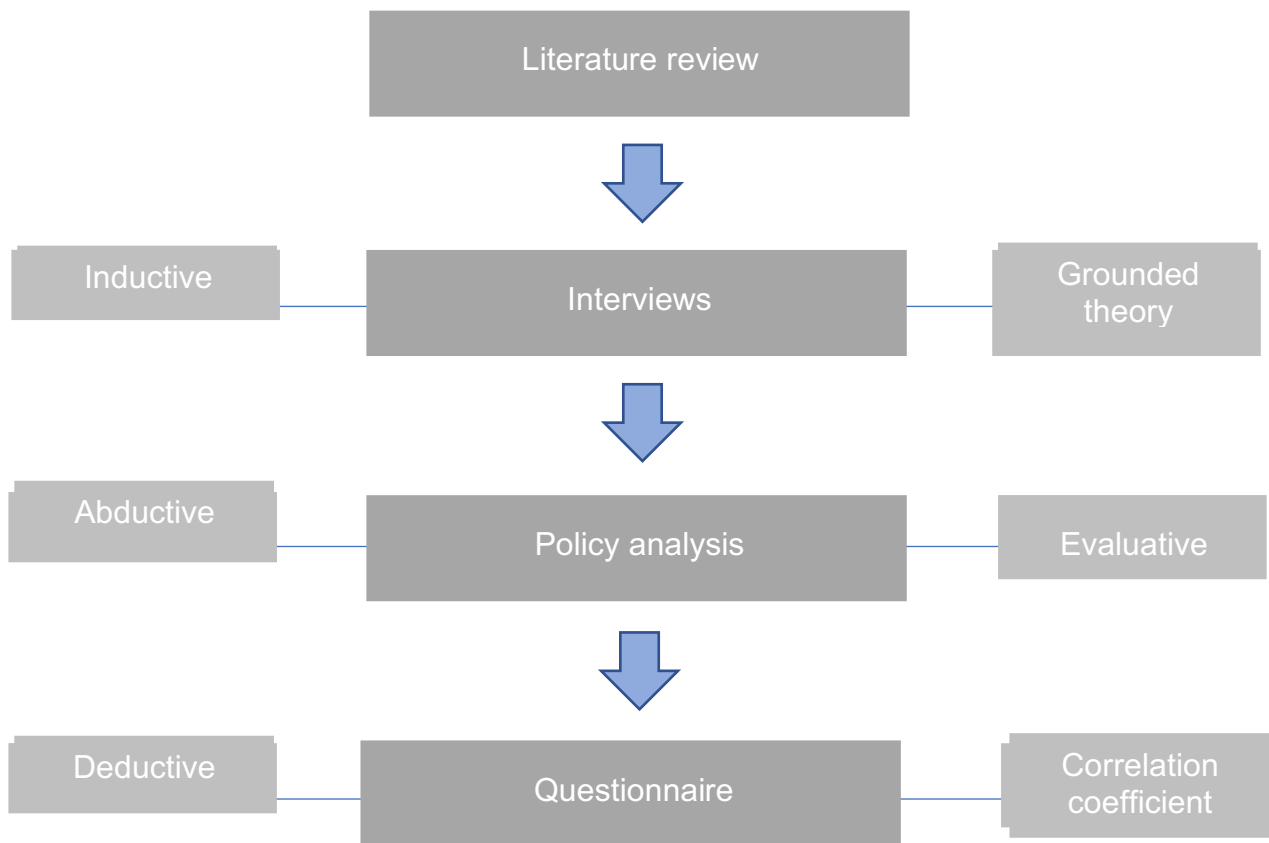 Literature review
Inductive
Interviews
Grounded
theory
Abductive
Policy analysis
Evaluative
Deductive
Questionnaire
Correlation
coefficient